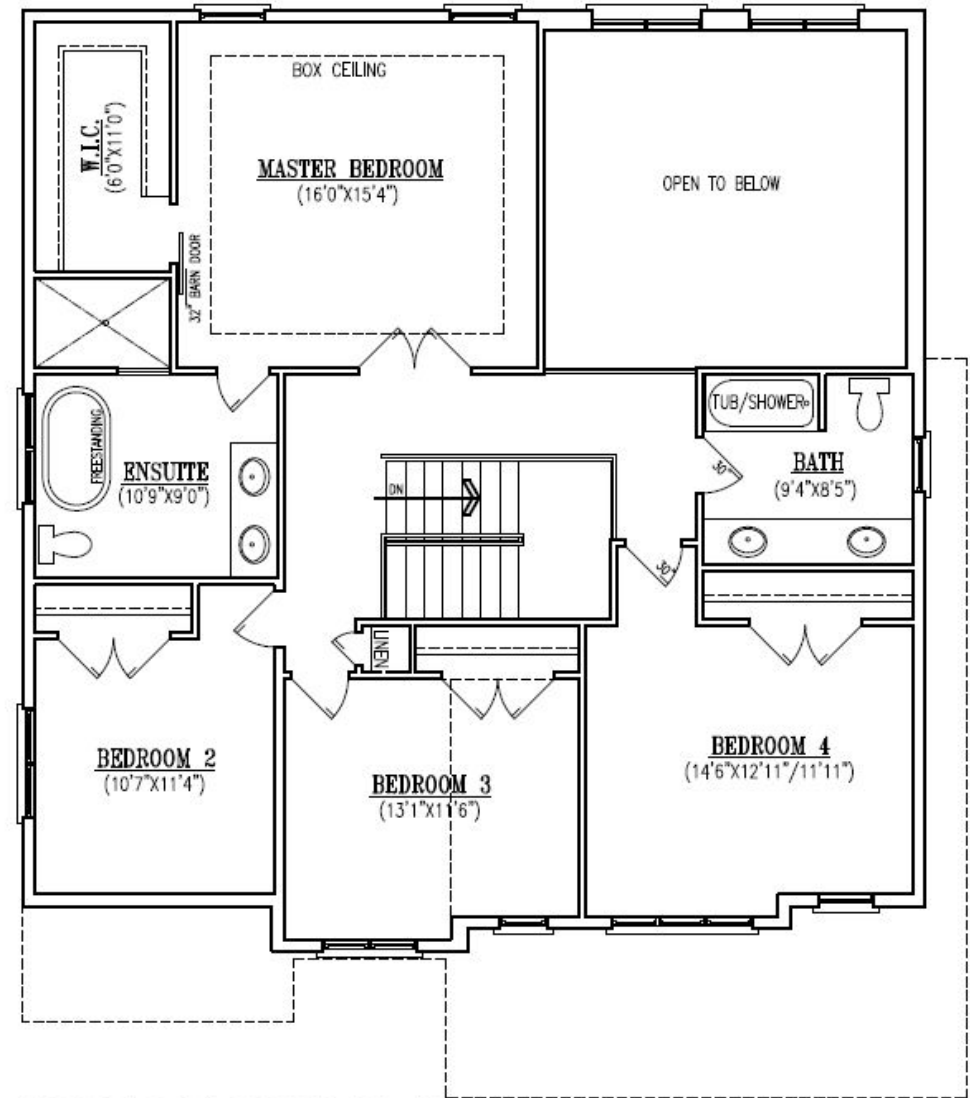 BOX CEILING
W.I.C.
(6'0"X11'0")
MASTER BEDROOM
(16'0"X15'4")
OPEN TO BELOW
32" BARN DOOR
FREESTANDING
ENSUITE
(10'9"X9'0")
DN
TUB/SHOWER
30"
BATH
(9'4"X8'5")
30"
LINEN
BEDROOM 2
(10'7"X11'4")
BEDROOM 3
(13'1"X11'6")
BEDROOM 4
(14'6"X12'11"/11'11")